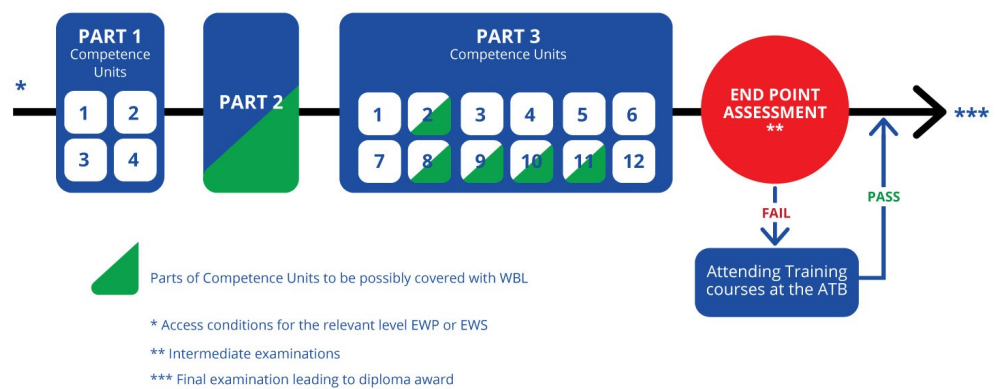 PART 1
Competence
Units
1 2
3 4
*
PART 2
PART 3
Competence Units
1 2 3 4 5 6
7 8 9 10 11 12
END POINT
ASSESSMENT
**
***
FAIL
PASS
Attending Training
courses at the ATB
Parts of Competence Units to be possibly covered with WBL
* Access conditions for the relevant level EWP or EWS
** Intermediate examinations
*** Final examination leading to diploma award